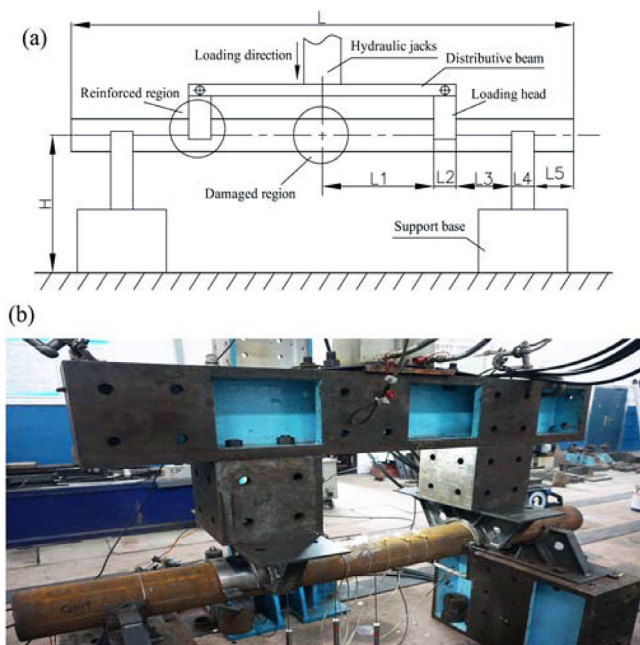 (a)
L
Loading direction
Hydraulic jacks
Distributive beam
Reinforced region
Loading head
Damaged region
L1
L2
L3
L4
L5
H
Support base
(b)